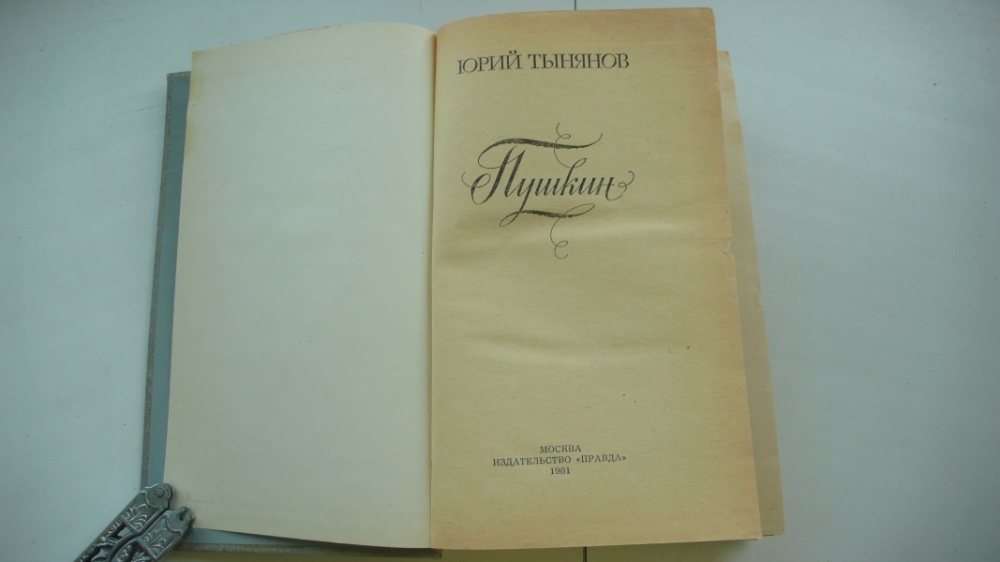 ЮРИЙ ТЫНЯНОВ
Пушкин
МОСКВА
ИЗДАТЕЛЬСТВО «ПРАВДА»
1981